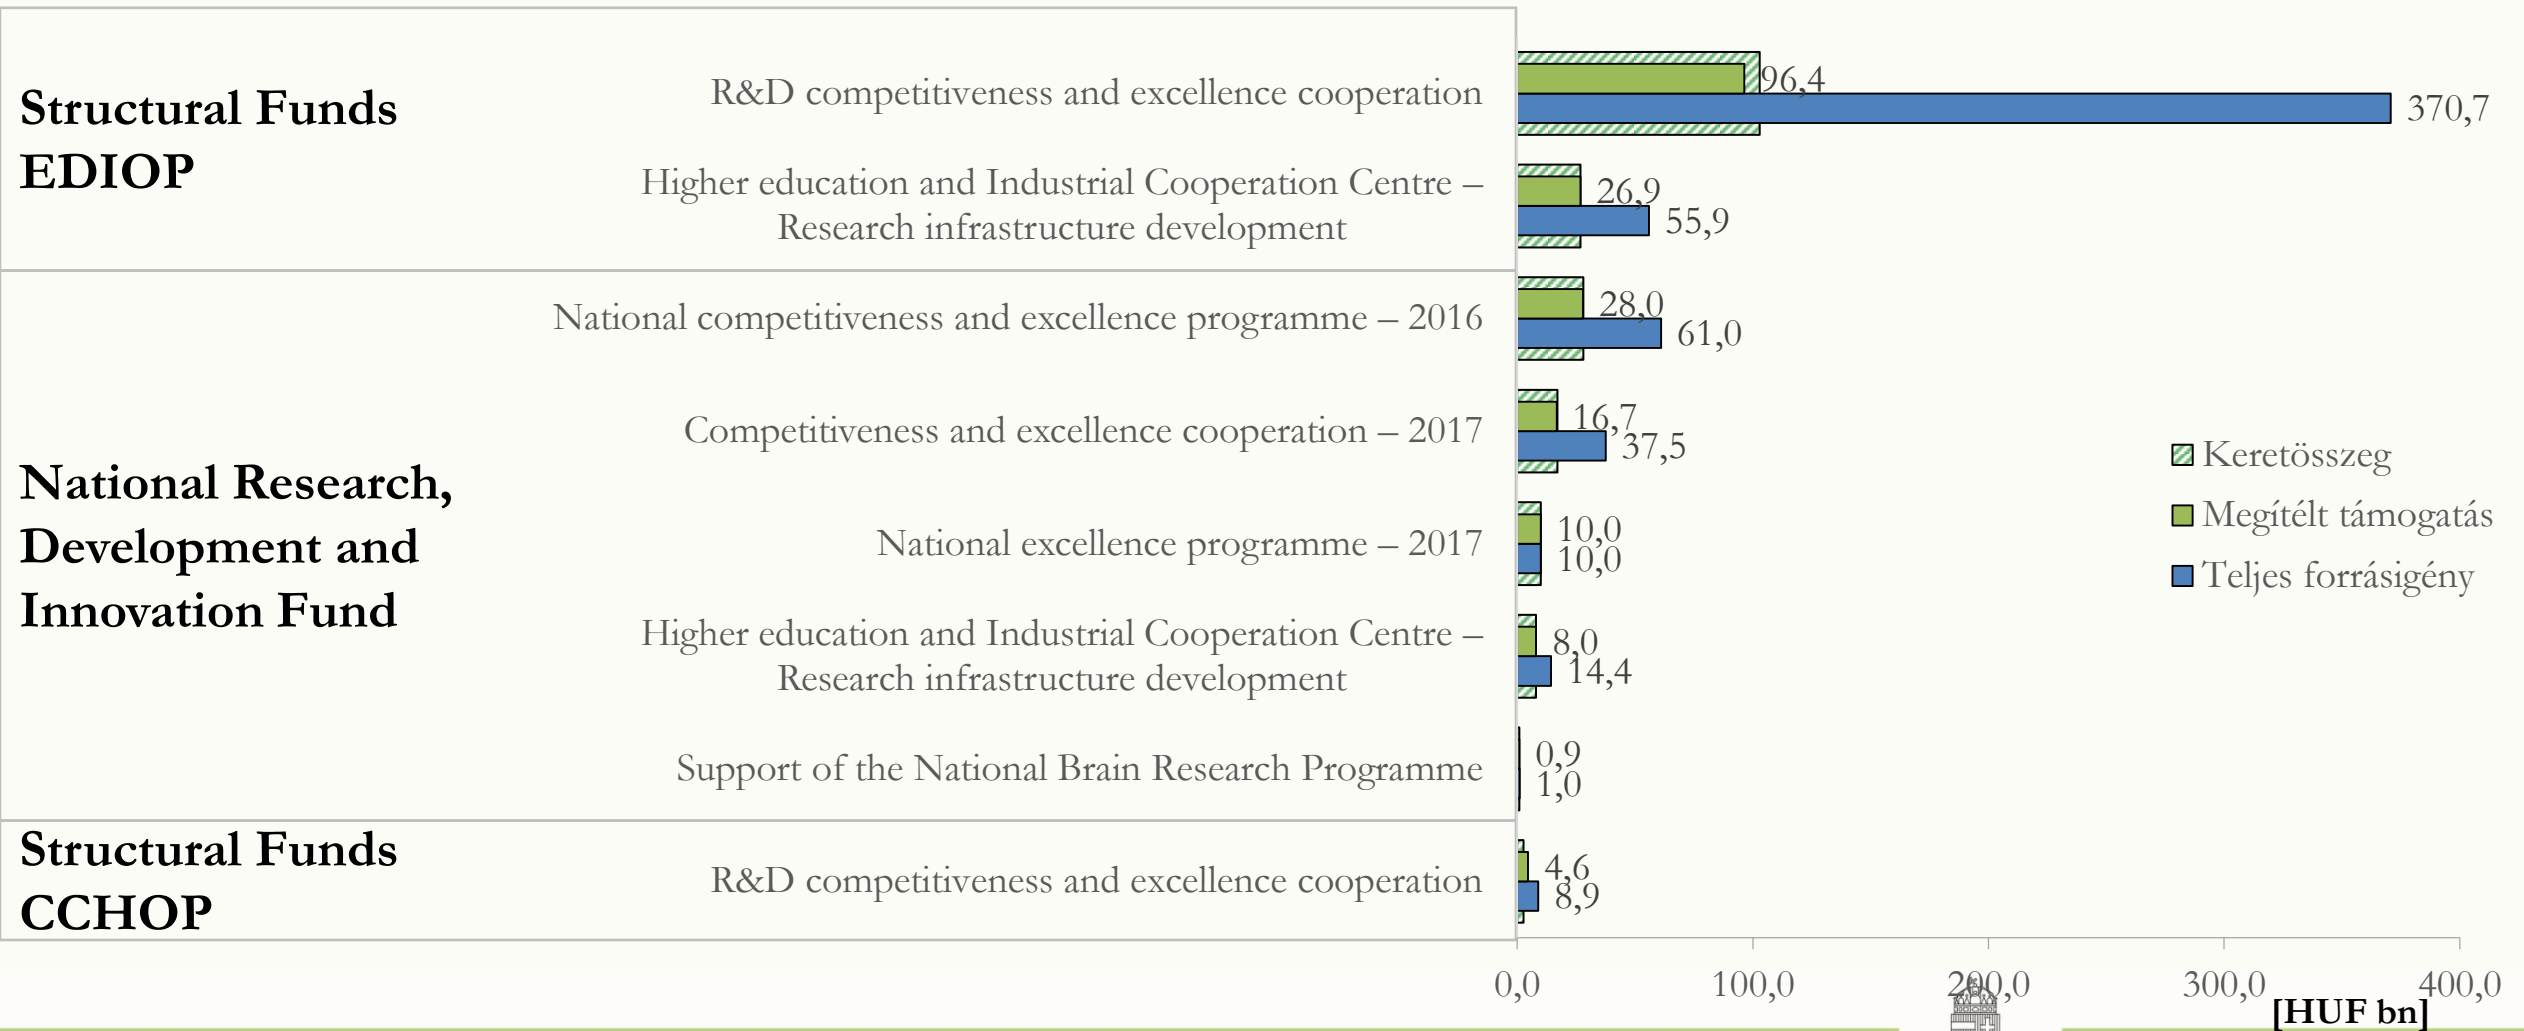 Structural Funds
EDIOP
R&D competitiveness and excellence cooperation
96,4
370,7
Higher education and Industrial Cooperation Centre –
Research infrastructure development
26,9
55,9
National Research,
Development and
Innovation Fund
National competitiveness and excellence programme – 2016
28,0
61,0
Competitiveness and excellence cooperation – 2017
16,7
37,5
National excellence programme – 2017
10,0
10,0
Higher education and Industrial Cooperation Centre –
Research infrastructure development
8,0
14,4
Support of the National Brain Research Programme
0,9
1,0
Structural Funds
CCHOP
R&D competitiveness and excellence cooperation
4,6
8,9
Keretösszeg
Megítélt támogatás
Teljes forrásigény
0,0 100,0 200,0 300,0 400,0
[HUF bn]